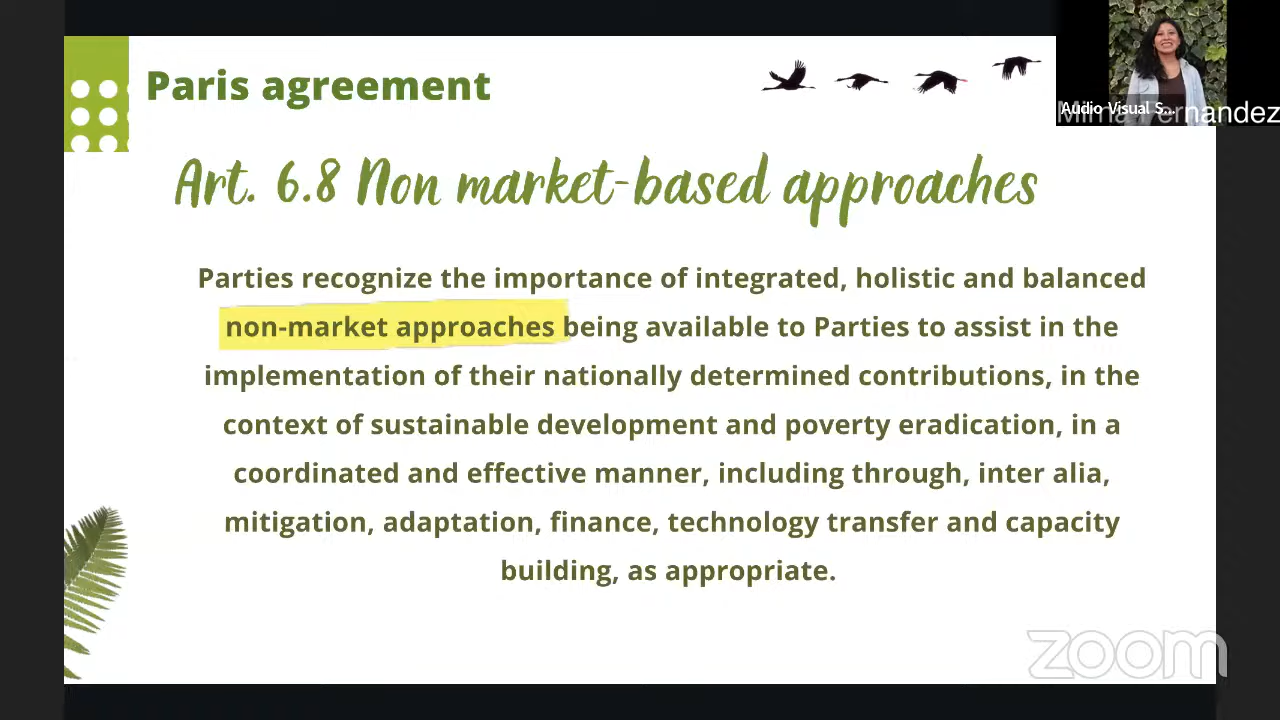 Paris agreement
Art. 6.8 Non market-based approaches
Parties recognize the importance of integrated, holistic and balanced
non-market approaches being available to Parties to assist in the
implementation of their nationally determined contributions, in the
context of sustainable development and poverty eradication, in a
coordinated and effective manner, including through, inter alia,
mitigation, adaptation, finance, technology transfer and capacity
building, as appropriate.
Audio Visual S...
zoom